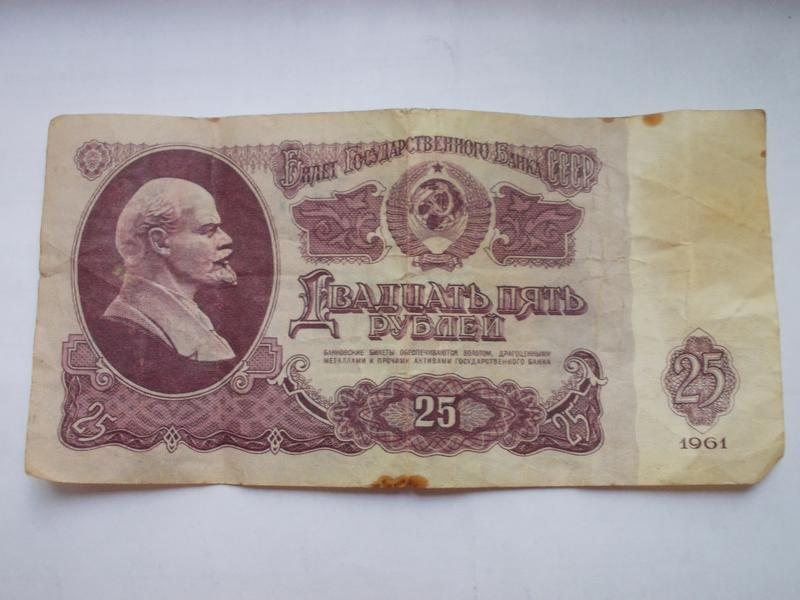 Билет Государственного Банка СССР
Двадцать пять
рублей
БАНКОВСКИЕ БИЛЕТЫ ОБЕСПЕЧИВАЮТСЯ ЗОЛОТОМ, ДРАГОЦЕННЫМИ
МЕТАЛЛАМИ И ПРОЧИМИ АКТИВАМИ ГОСУДАРСТВЕННОГО БАНКА
25
25
25
25
1961